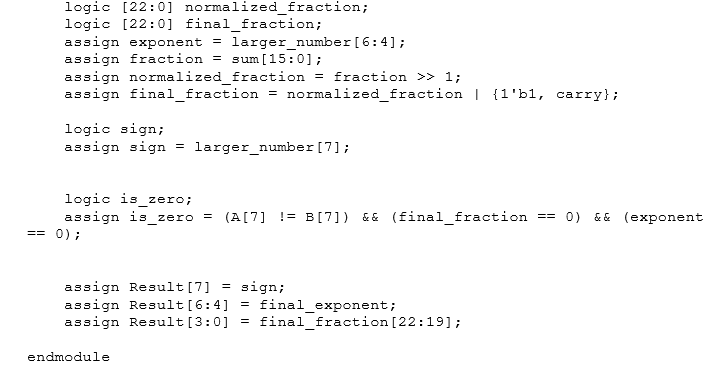 logic [22:0] normalized_fraction;
logic [22:0] final_fraction;
assign exponent = larger_number[6:4];
assign fraction = sum[15:0];
assign normalized_fraction = fraction >> 1;
assign final_fraction = normalized_fraction | {1'b1, carry};
logic sign;
assign sign = larger_number[7];
logic is_zero;
assign is_zero = (A[7] != B[7]) && (final_fraction == 0) && (exponent
== 0);
assign Result[7] = sign;
assign Result[6:4] = final_exponent;
assign Result[3:0] = final_fraction[22:19];
endmodule